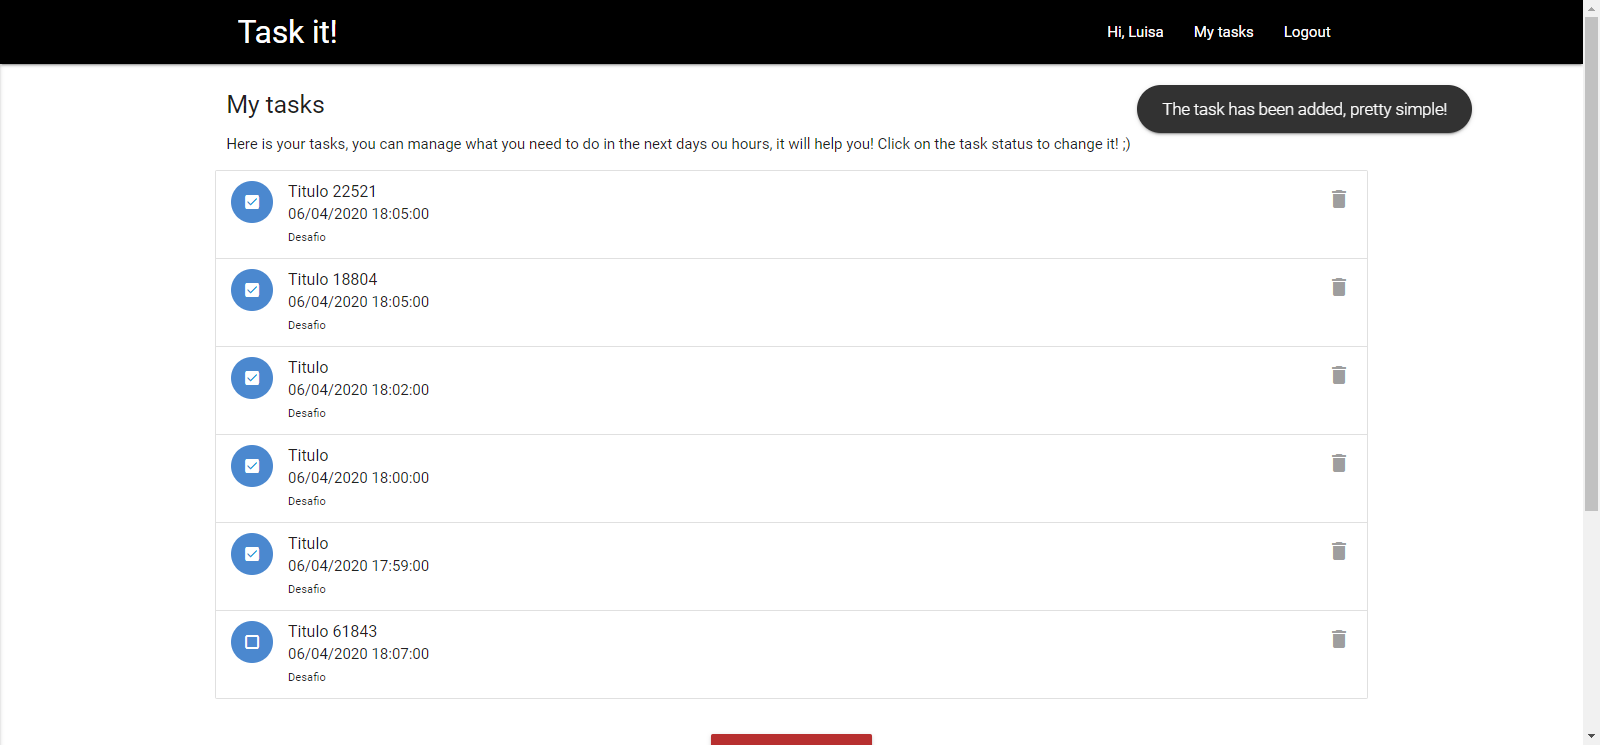 Task it!
Hi, Luisa
My tasks
Logout
My tasks
The task has been added, pretty simple!
Here is your tasks, you can manage what you need to do in the next days ou hours, it will help you! Click on the task status to change it! ;)
Titulo 22521
06/04/2020 18:05:00
Desafio
Titulo 18804
06/04/2020 18:05:00
Desafio
Titulo
06/04/2020 18:02:00
Desafio
Titulo
06/04/2020 18:00:00
Desafio
Titulo
06/04/2020 17:59:00
Desafio
Titulo 61843
06/04/2020 18:07:00
Desafio